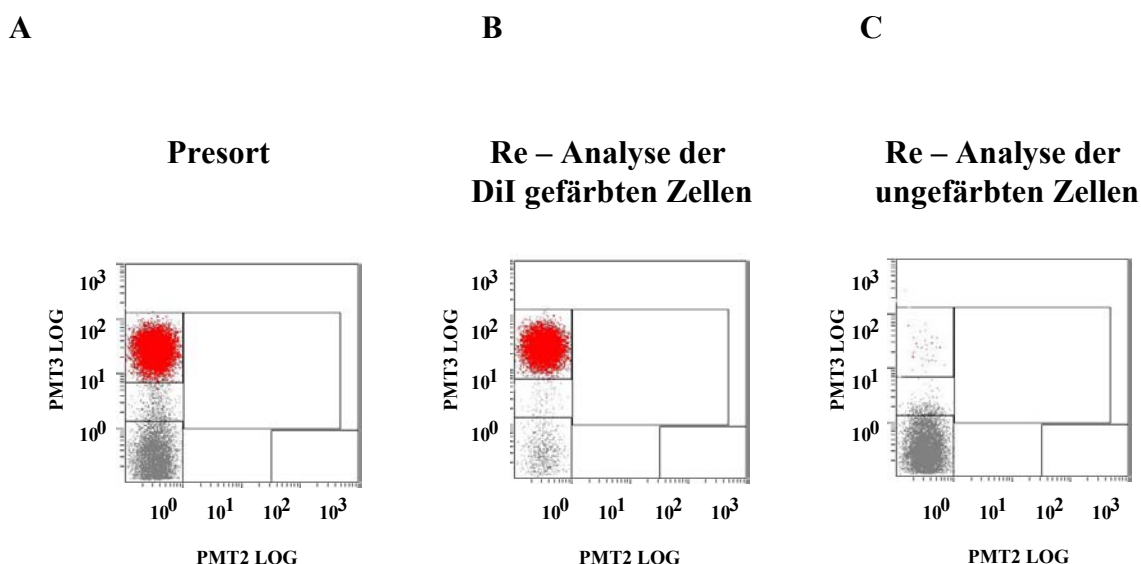 A
B
C
Presort
Re – Analyse der
DiI gefärbten Zellen
Re – Analyse der
ungefärbten Zellen
PMT3 LOG
10³
10²
10¹
10⁰
10⁰ 10¹ 10² 10³
PMT2 LOG
PMT3 LOG
10³
10²
10¹
10⁰
10⁰ 10¹ 10² 10³
PMT2 LOG
PMT3 LOG
10³
10²
10¹
10⁰
10⁰ 10¹ 10² 10³
PMT2 LOG